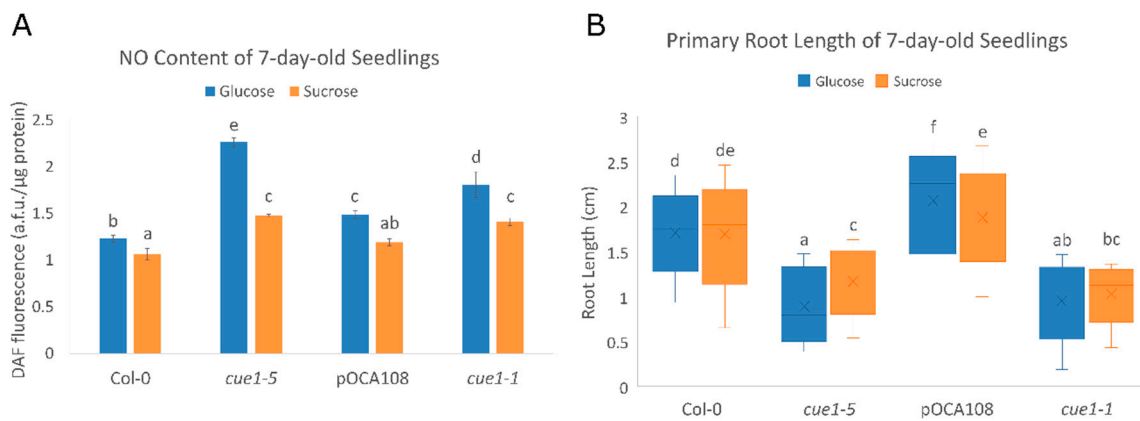 A
NO Content of 7-day-old Seedlings
Glucose Sucrose
DAF fluorescence (a.f.u./µg protein)
2.5
2
1.5
1
0.5
0
b a e c c ab d c
Col-0 cue1-5 pOCA108 cue1-1
B
Primary Root Length of 7-day-old Seedlings
Glucose Sucrose
Root Length (cm)
3
2.5
2
1.5
1
0.5
0
d de a c f e ab bc
Col-0 cue1-5 pOCA108 cue1-1